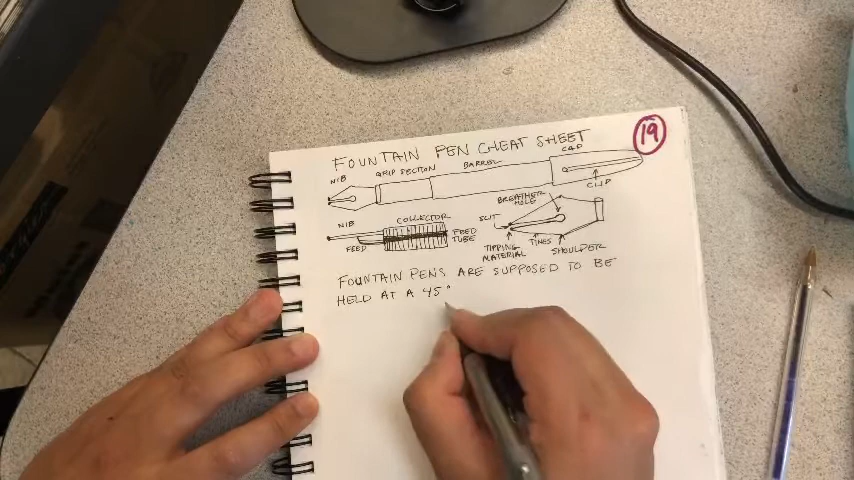 19
FOUNTAIN PEN CHEAT SHEET
NIB GRIP SECTION BARREL CAP
CLIP
NIB COLLECTOR FEED TUBE
FEED
BREATHER HOLE
SLIT
TIPPING MATERIAL TINES SHOULDER
FOUNTAIN PENS ARE SUPPOSED TO BE
HELD AT A 45°